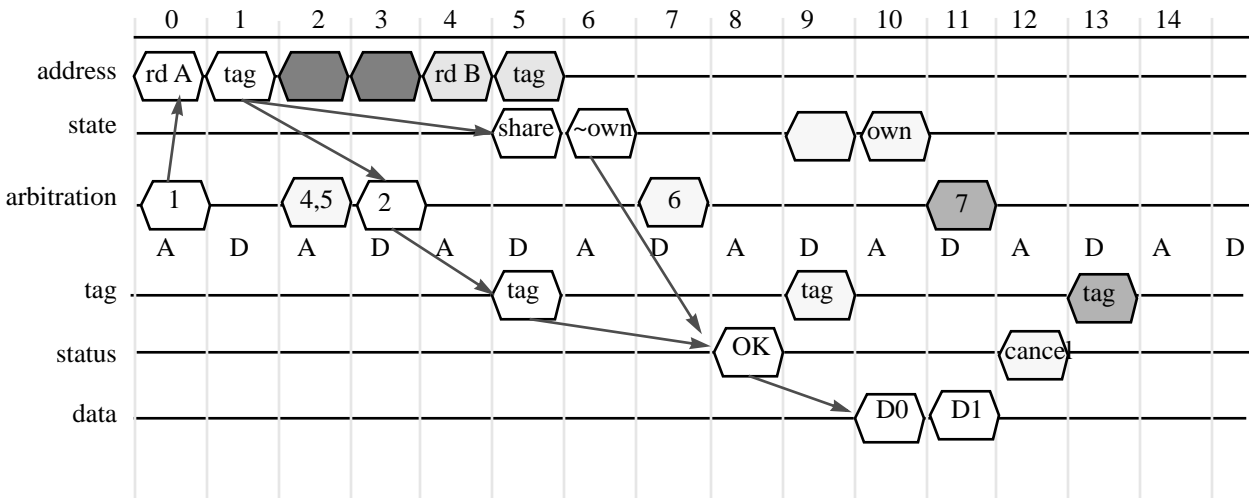 0 1 2 3 4 5 6 7 8 9 10 11 12 13 14
address rd A tag rd B tag
state share ~own own
arbitration 1 4,5 2 6 7
A D A D A D A D A D A D A D A D
tag tag tag tag
status OK cancel
data D0 D1